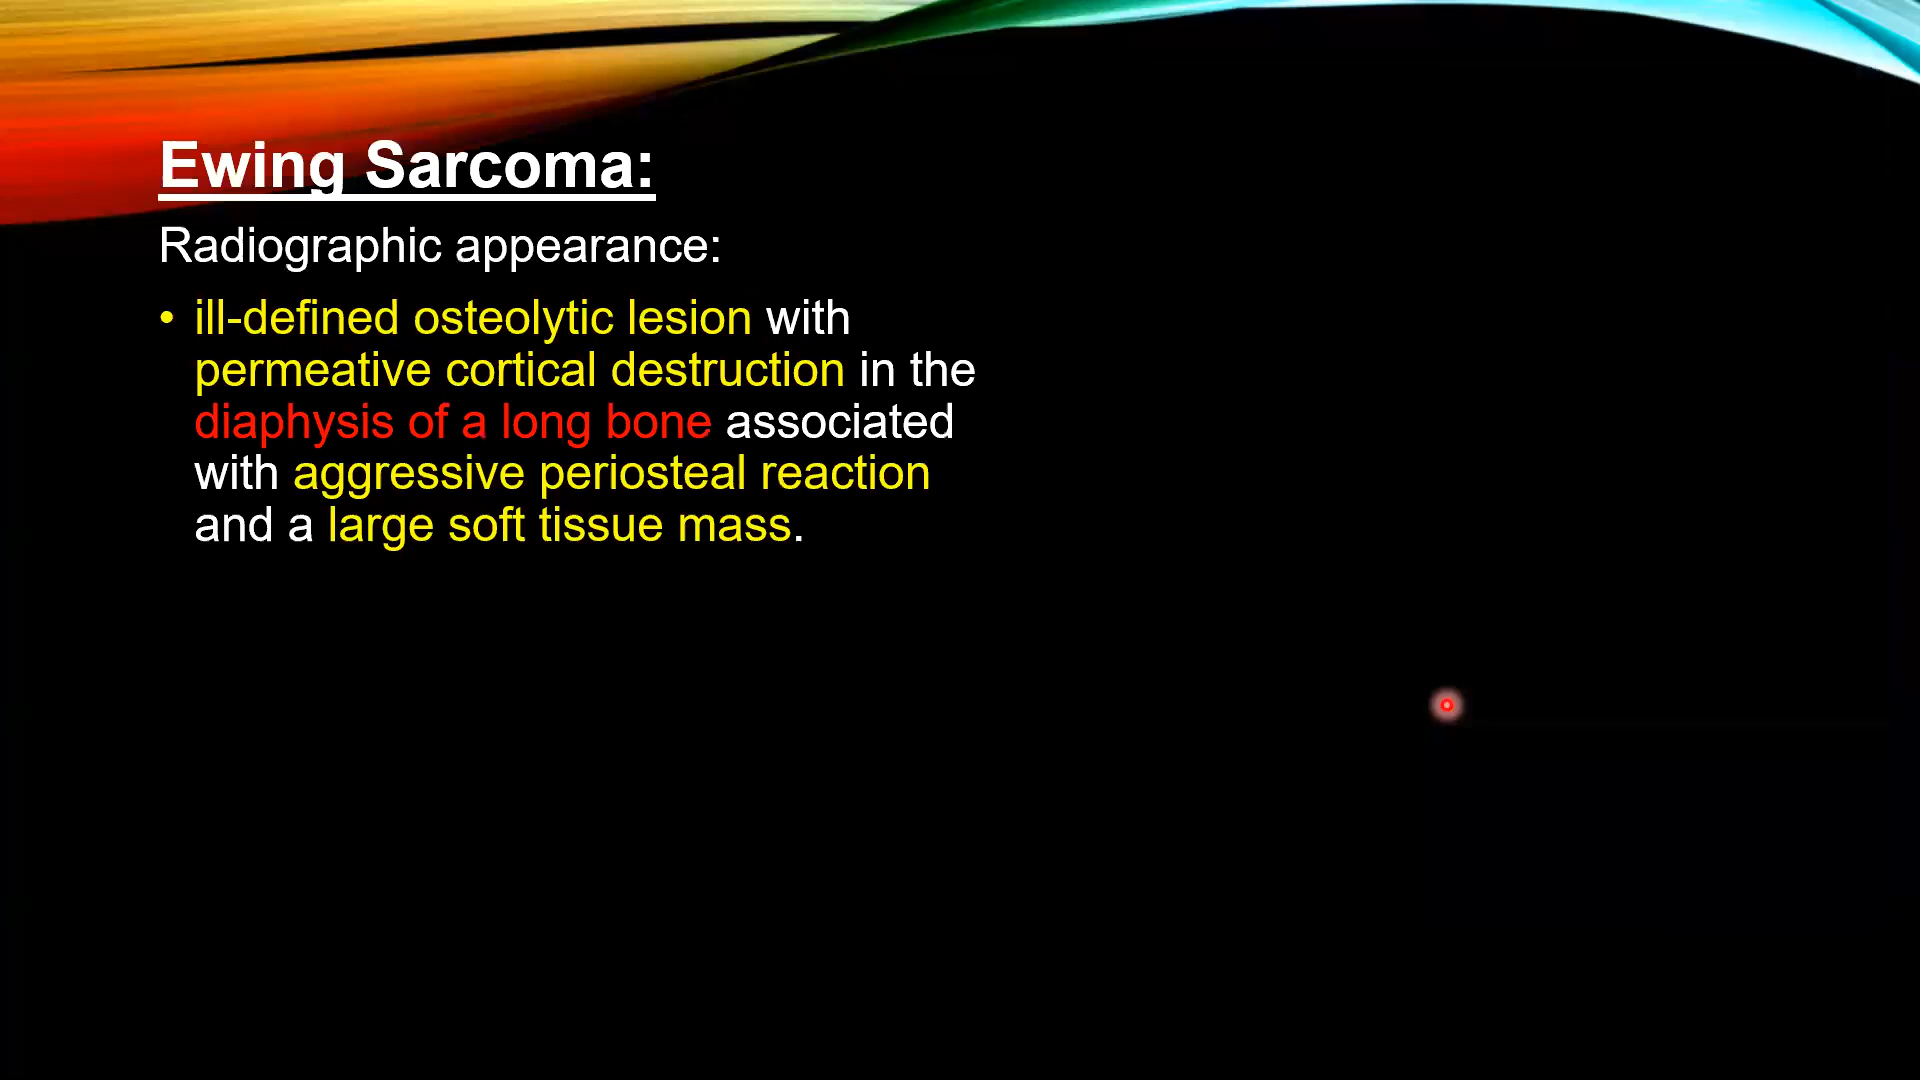 Ewing Sarcoma:
Radiographic appearance:
• ill-defined osteolytic lesion with
permeative cortical destruction in the
diaphysis of a long bone associated
with aggressive periosteal reaction
and a large soft tissue mass.